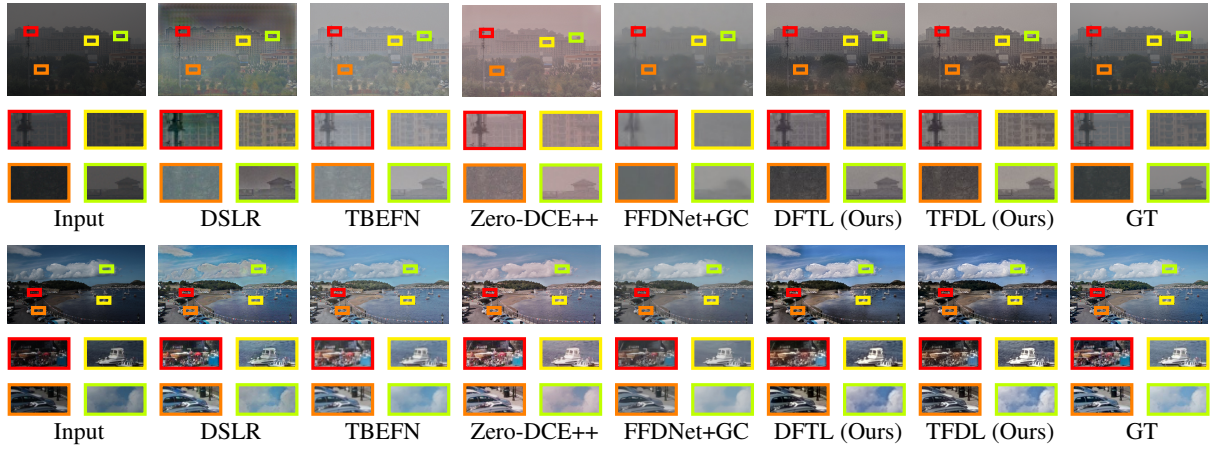 Input DSLR TBEFN Zero-DCE++ FFDNet+GC DFTL (Ours) TFDL (Ours) GT
Input DSLR TBEFN Zero-DCE++ FFDNet+GC DFTL (Ours) TFDL (Ours) GT